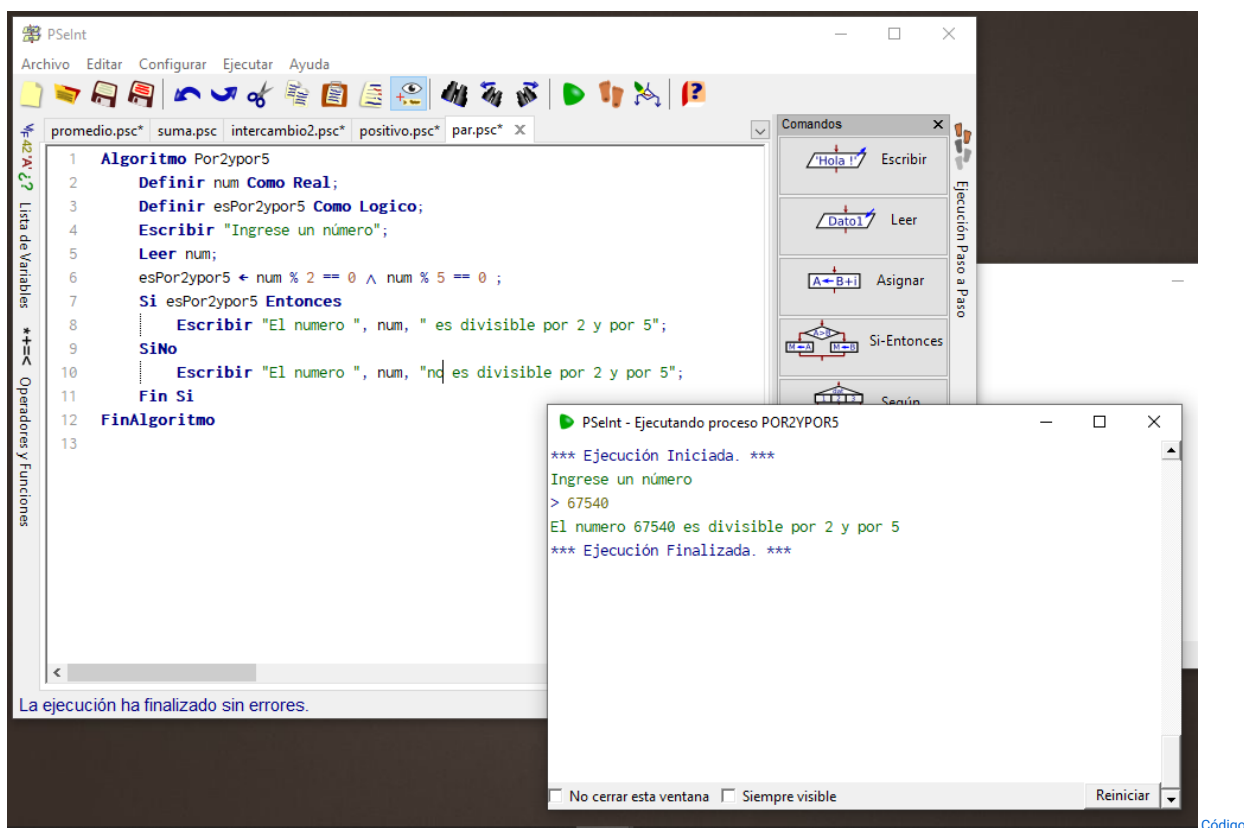 PSeInt
Archivo Editar Configurar Ejecutar Ayuda
promedio.psc* suma.psc intercambio2.psc* positivo.psc* par.psc* X
1 Algoritmo Por2ypor5
2 Definir num Como Real;
3 Definir esPor2ypor5 Como Logico;
4 Escribir "Ingrese un número";
5 Leer num;
6 esPor2ypor5 ← num % 2 == 0 ∧ num % 5 == 0 ;
7 Si esPor2ypor5 Entonces
8 Escribir "El numero ", num, " es divisible por 2 y por 5";
9 SiNo
10 Escribir "El numero ", num, "no es divisible por 2 y por 5";
11 Fin Si
12 FinAlgoritmo
13
42 'A' ¿? Lista de Variables
*+=< Operadores y Funciones
Comandos
'Hola !' Escribir
Dato1 Leer
A←B+i Asignar
A>B M←A M←B Si-Entonces
Según
Ejecución Paso a Paso
La ejecución ha finalizado sin errores.
PSeInt - Ejecutando proceso POR2YPOR5
*** Ejecución Iniciada. ***
Ingrese un número
> 67540
El numero 67540 es divisible por 2 y por 5
*** Ejecución Finalizada. ***
No cerrar esta ventana Siempre visible Reiniciar
Código